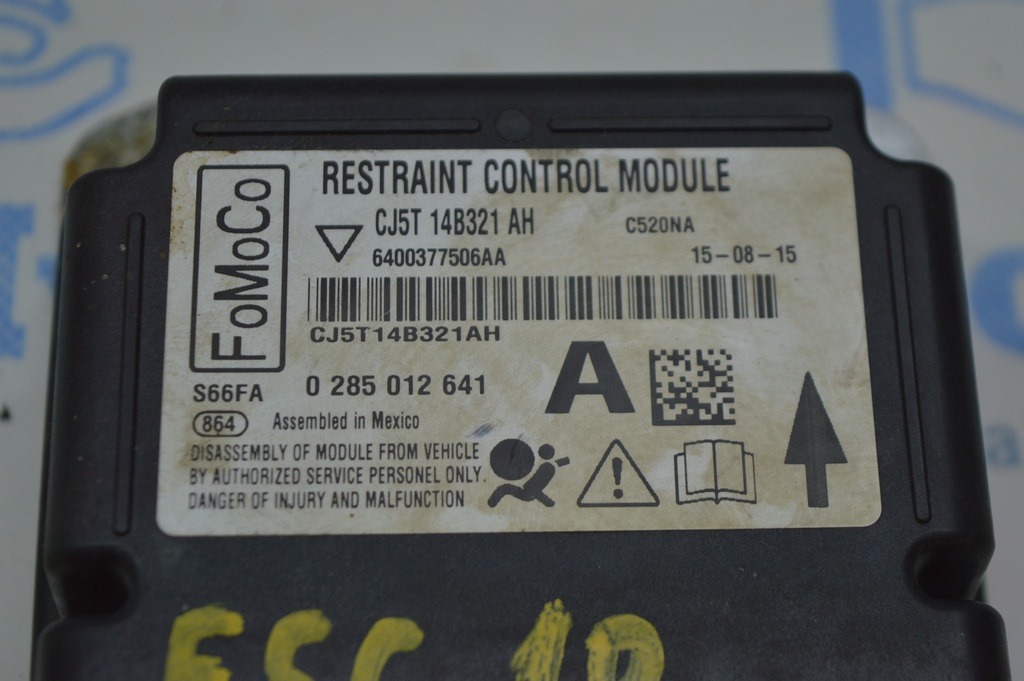 FoMoCo
RESTRAINT CONTROL MODULE
CJ5T 14B321 AH C520NA
6400377506AA 15-08-15
CJ5T14B321AH
S66FA 0 285 012 641 A
864 Assembled in Mexico
DISASSEMBLY OF MODULE FROM VEHICLE
BY AUTHORIZED SERVICE PERSONEL ONLY.
DANGER OF INJURY AND MALFUNCTION
ESC